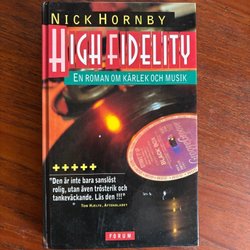 NICK HORNBY
HIGH FIDELITY
EN ROMAN OM KÄRLEK OCH MUSIK
+++++
"Den är inte bara sanslöst
rolig, utan även trösterik och
tankeväckande. Läs den !!!"
TOM HJELTE, AFTONBLADET
FORUM